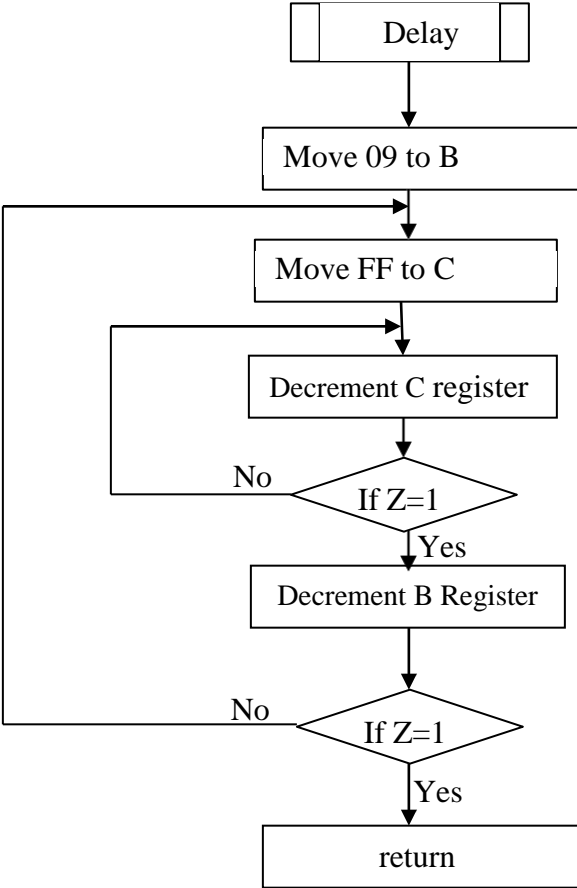 Delay
Move 09 to B
Move FF to C
Decrement C register
No
If Z=1
Yes
Decrement B Register
No
If Z=1
Yes
return